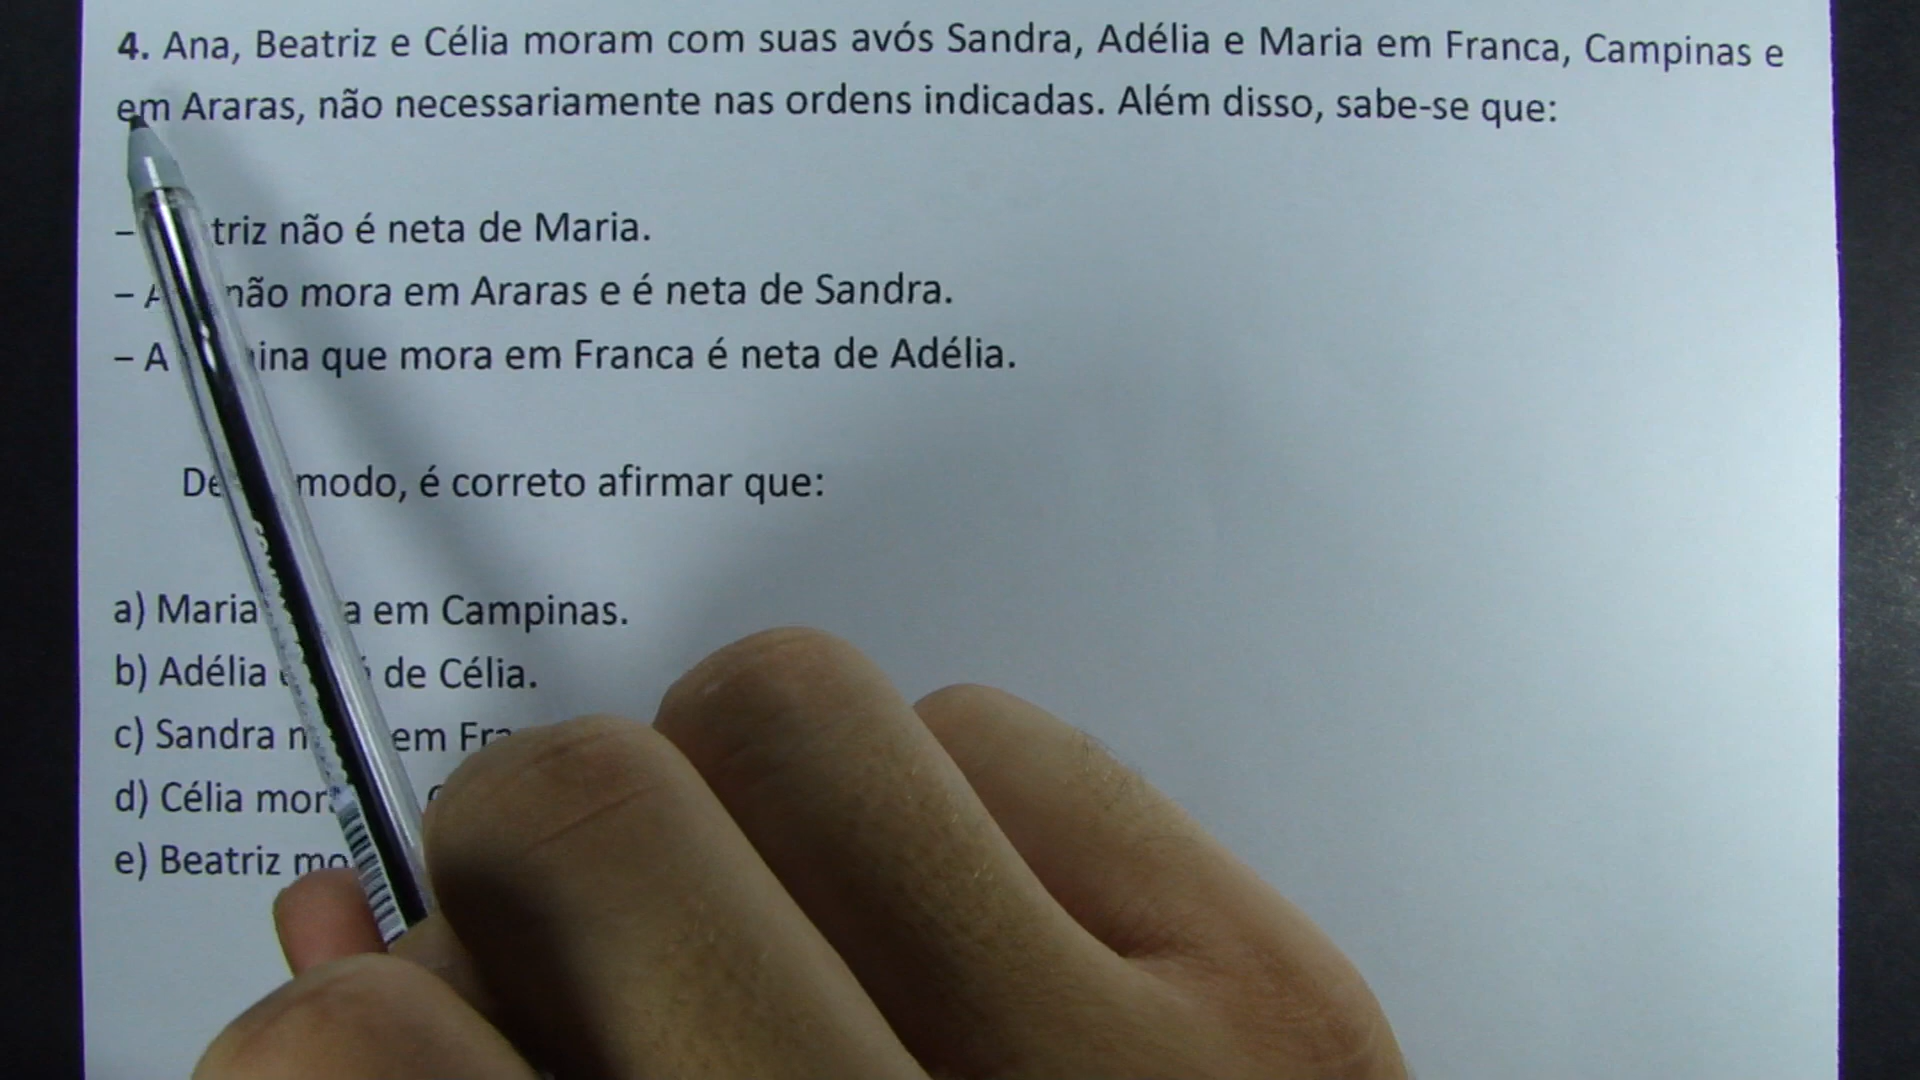 4. Ana, Beatriz e Célia moram com suas avós Sandra, Adélia e Maria em Franca, Campinas e
em Araras, não necessariamente nas ordens indicadas. Além disso, sabe-se que:
– triz não é neta de Maria.
– não mora em Araras e é neta de Sandra.
– A ina que mora em Franca é neta de Adélia.
modo, é correto afirmar que:
a) Maria em Campinas.
b) Adélia de Célia.
c) Sandra em
d) Célia
e) Beatriz